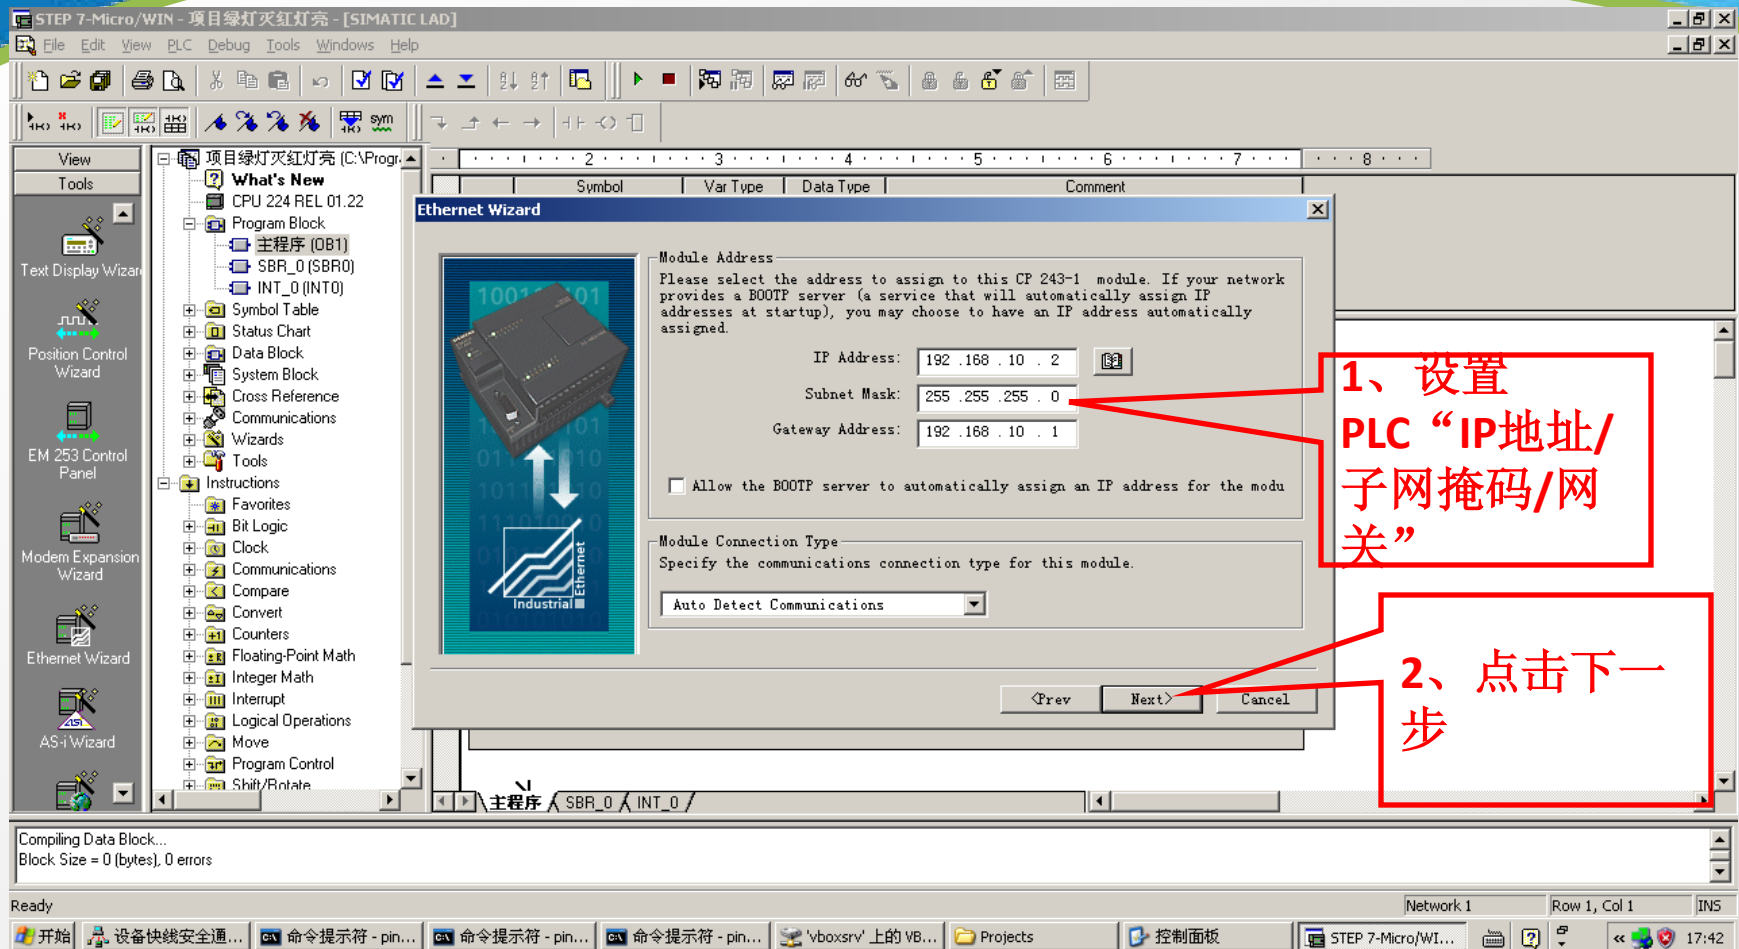 STEP 7-Micro/WIN - 项目绿灯灭红灯亮 - [SIMATIC LAD]
File Edit View PLC Debug Tools Windows Help
View
Tools
Text Display Wizar
Position Control
Wizard
EM 253 Control
Panel
Modem Expansion
Wizard
Ethernet Wizard
AS-i Wizard
项目绿灯灭红灯亮 (C:\Progr
What's New
CPU 224 REL 01.22
Program Block
主程序 (OB1)
SBR_0 (SBR0)
INT_0 (INT0)
Symbol Table
Status Chart
Data Block
System Block
Cross Reference
Communications
Wizards
Tools
Instructions
Favorites
Bit Logic
Clock
Communications
Compare
Convert
Counters
Floating-Point Math
Integer Math
Interrupt
Logical Operations
Move
Program Control
Shift/Rotate
2 3 4 5 6 7 8
Symbol Var Type Data Type Comment
Ethernet Wizard
Module Address
Please select the address to assign to this CP 243-1 module. If your network
provides a BOOTP server (a service that will automatically assign IP
addresses at startup), you may choose to have an IP address automatically
assigned.
IP Address: 192 .168 . 10 . 2
Subnet Mask: 255 .255 .255 . 0
Gateway Address: 192 .168 . 10 . 1
Allow the BOOTP server to automatically assign an IP address for the modu
Module Connection Type
Specify the communications connection type for this module.
Auto Detect Communications
Industrial
Ethernet
<Prev Next> Cancel
1、设置
PLC“IP地址/
子网掩码/网
关”
2、点击下一
步
主程序 SBR_0 INT_0
Compiling Data Block...
Block Size = 0 (bytes), 0 errors
Ready Network 1 Row 1, Col 1 INS
开始 设备快线安全通... 命令提示符 - pin... 命令提示符 - pin... 命令提示符 - pin... 'vboxsrv' 上的 VB... Projects 控制面板 STEP 7-Micro/WI... 17:42